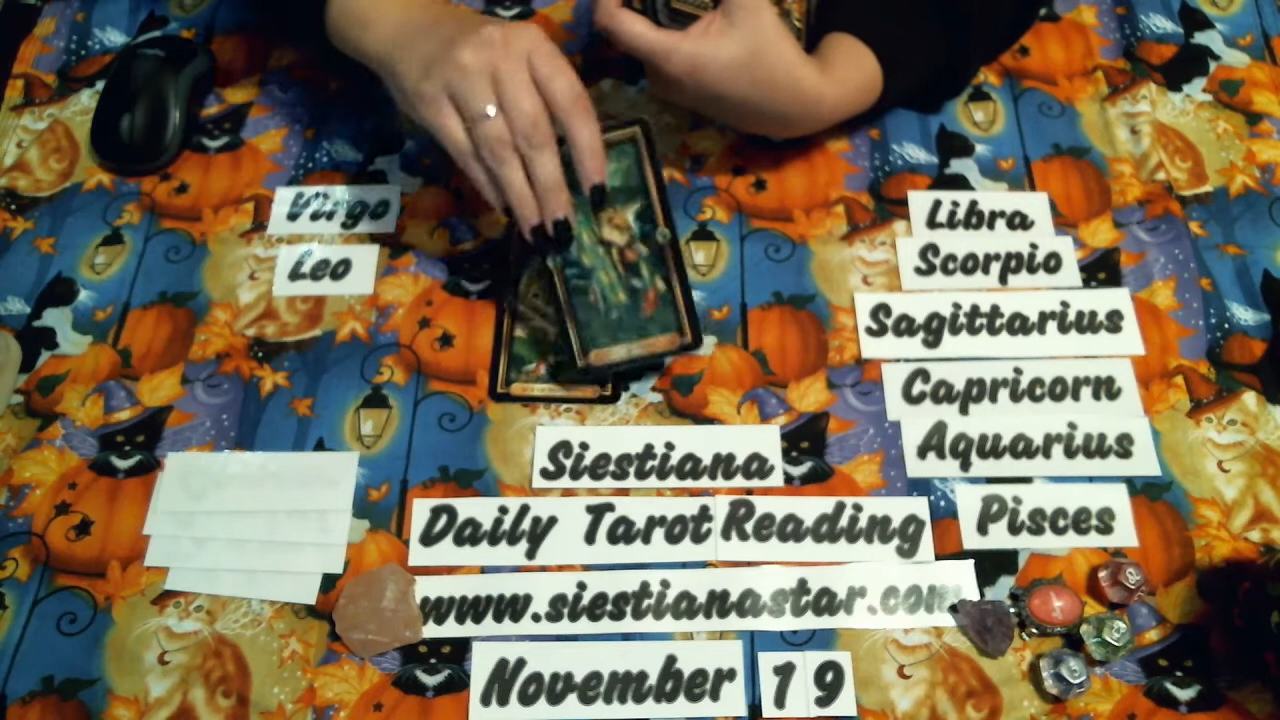 Virgo
Leo
Libra
Scorpio
Sagittarius
Capricorn
Aquarius
Pisces
Siestiana
Daily Tarot Reading
www.siestianastar.com
November 19